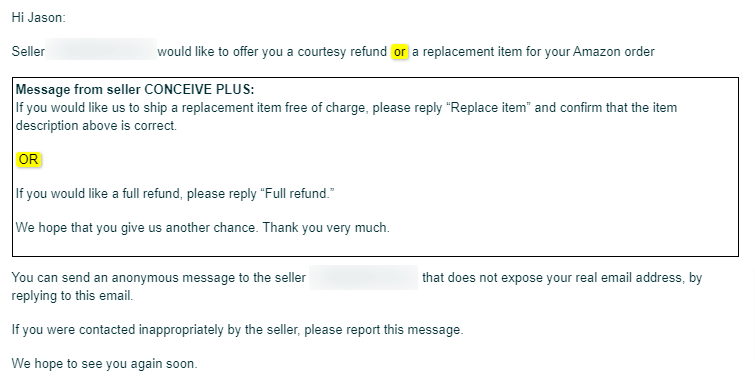 Hi Jason:
Seller would like to offer you a courtesy refund or a replacement item for your Amazon order
Message from seller CONCEIVE PLUS:
If you would like us to ship a replacement item free of charge, please reply “Replace item” and confirm that the item
description above is correct.
OR
If you would like a full refund, please reply “Full refund.”
We hope that you give us another chance. Thank you very much.
You can send an anonymous message to the seller that does not expose your real email address, by
replying to this email.
If you were contacted inappropriately by the seller, please report this message.
We hope to see you again soon.